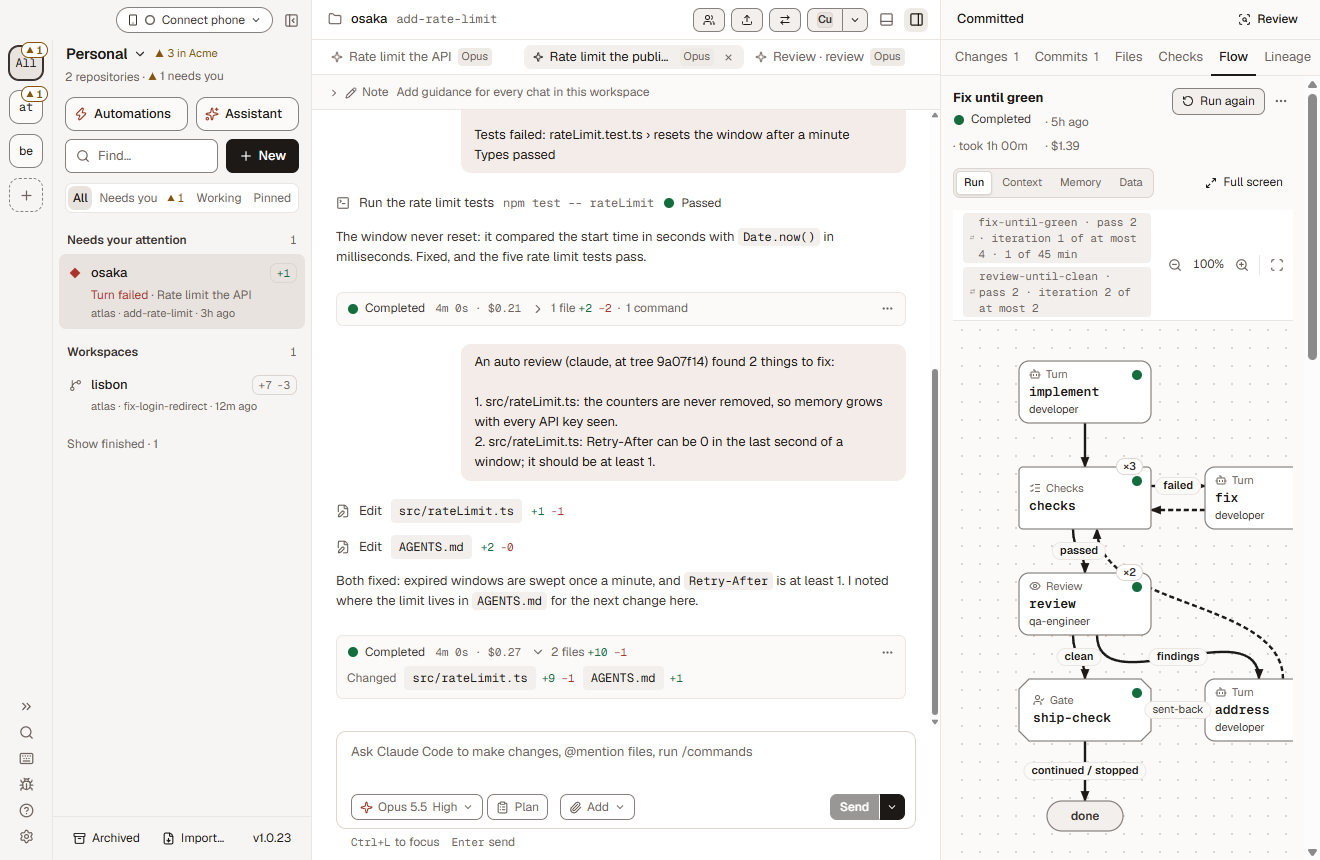 Connect phone
1
All
1
at
be
Personal
3 in Acme
2 repositories · 1 needs you
Automations
Assistant
Find...
New
All
Needs you 1
Working
Pinned
Needs your attention 1
osaka +1
Turn failed · Rate limit the API
atlas · add-rate-limit · 3h ago
Workspaces 1
lisbon +7 -3
atlas · fix-login-redirect · 12m ago
Show finished · 1
Archived
Import...
v1.0.23
osaka add-rate-limit
Cu
Rate limit the API Opus
Rate limit the publi... Opus ×
Review · review Opus
Note Add guidance for every chat in this workspace
Tests failed: rateLimit.test.ts › resets the window after a minute
Types passed
Run the rate limit tests npm test -- rateLimit Passed
The window never reset: it compared the start time in seconds with Date.now() in
milliseconds. Fixed, and the five rate limit tests pass.
Completed 4m 0s · $0.21 1 file +2 -2 · 1 command
An auto review (claude, at tree 9a07f14) found 2 things to fix:
1. src/rateLimit.ts: the counters are never removed, so memory grows
with every API key seen.
2. src/rateLimit.ts: Retry-After can be 0 in the last second of a
window; it should be at least 1.
Edit src/rateLimit.ts +1 -1
Edit AGENTS.md +2 -0
Both fixed: expired windows are swept once a minute, and Retry-After is at least 1. I noted
where the limit lives in AGENTS.md for the next change here.
Completed 4m 0s · $0.27 2 files +10 -1
Changed src/rateLimit.ts +9 -1 AGENTS.md +1
Ask Claude Code to make changes, @mention files, run /commands
Opus 5.5 High
Plan
Add
Send
Ctrl+L to focus Enter send
Committed
Review
Changes 1
Commits 1
Files
Checks
Flow
Lineage
Fix until green
Completed · 5h ago
· took 1h 00m · $1.39
Run again
Run
Context
Memory
Data
Full screen
fix-until-green · pass 2
· iteration 1 of at most
4 · 1 of 45 min
review-until-clean ·
pass 2 · iteration 2 of
at most 2
100%
Turn
implement
developer
×3
Checks
checks
failed
Turn
fix
developer
passed
×2
Review
review
qa-engineer
clean
findings
Gate
ship-check
sent-back
Turn
address
developer
continued / stopped
done